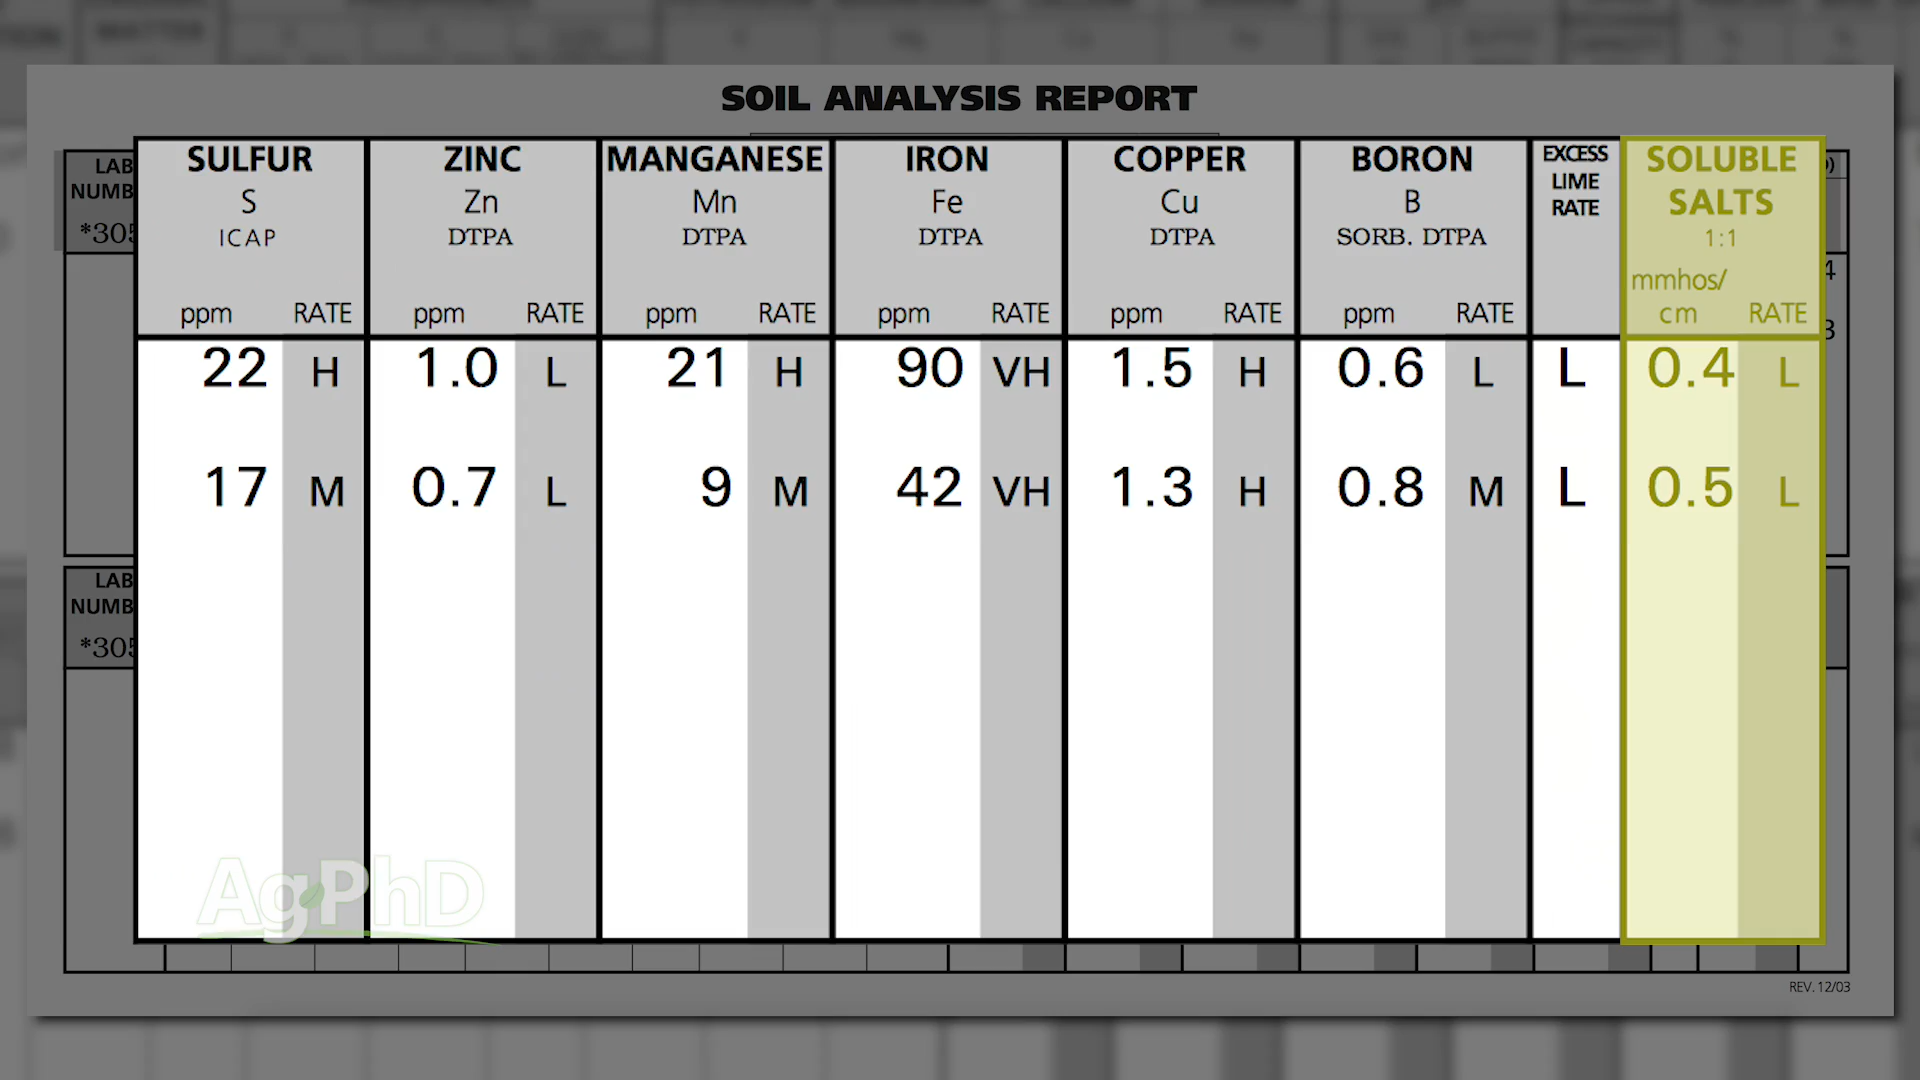 SOIL ANALYSIS REPORT
LAB
NUMB
*305
SULFUR
S
ICAP
ppm RATE
ZINC
Zn
DTPA
ppm RATE
MANGANESE
Mn
DTPA
ppm RATE
IRON
Fe
DTPA
ppm RATE
COPPER
Cu
DTPA
ppm RATE
BORON
B
SORB. DTPA
ppm RATE
EXCESS
LIME
RATE
SOLUBLE
SALTS
1:1
mmhos/
cm RATE
22 H 1.0 L 21 H 90 VH 1.5 H 0.6 L L 0.4 L
17 M 0.7 L 9 M 42 VH 1.3 H 0.8 M L 0.5 L
LAB
NUMB
*305
AgPhD
REV. 12/03